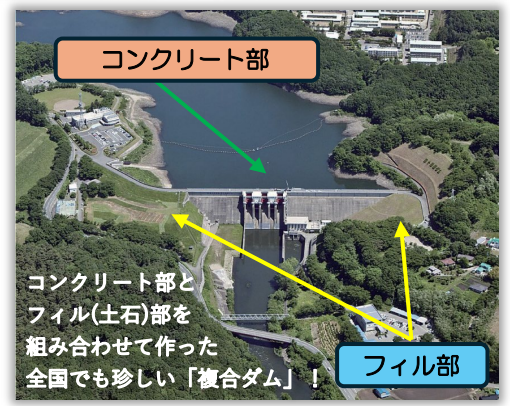 コンクリート部
コンクリート部と
フィル(土石)部を
組み合わせて作った
全国でも珍しい「複合ダム」！
フィル部